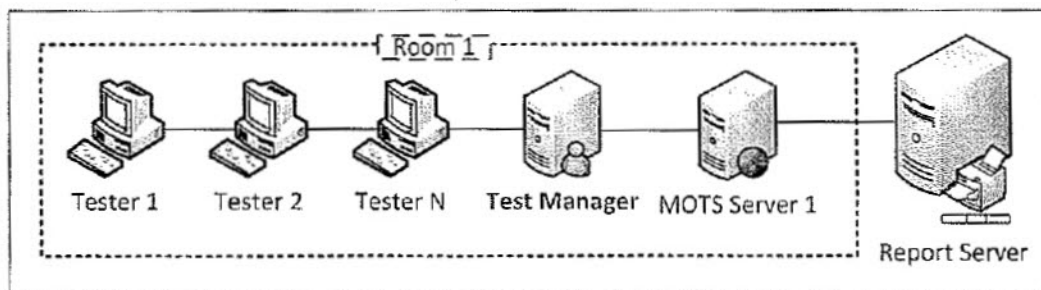 Room 1
Tester 1 Tester 2 Tester N Test Manager MOTS Server 1
Report Server